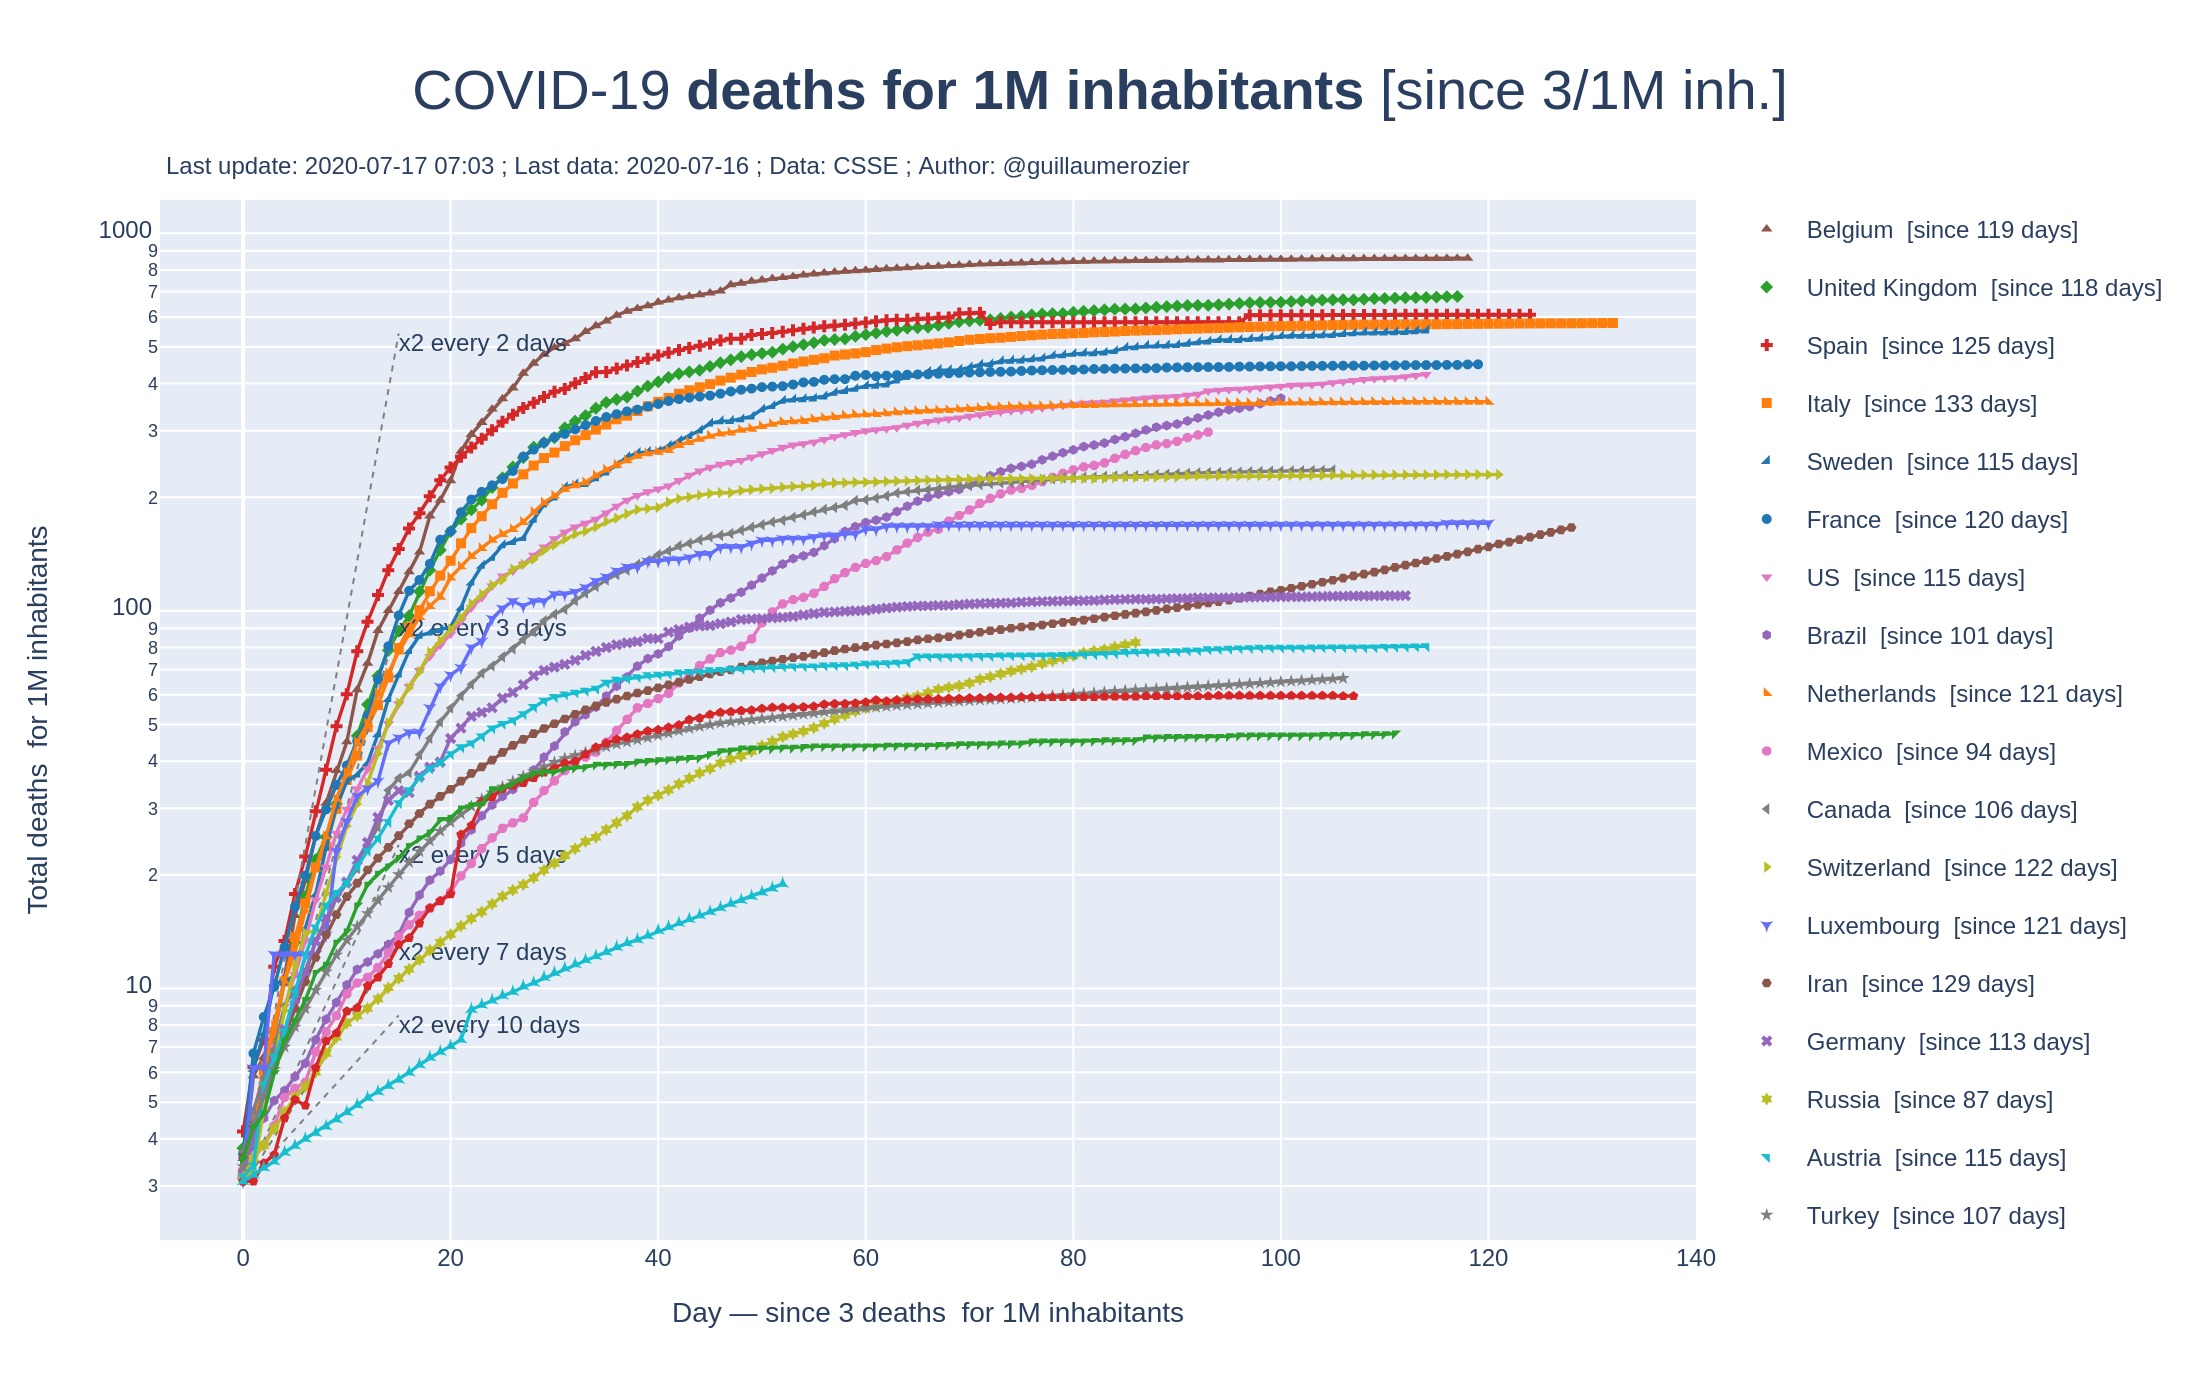 COVID-19 deaths for 1M inhabitants [since 3/1M inh.]
Last update: 2020-07-17 07:03 ; Last data: 2020-07-16 ; Data: CSSE ; Author: @guillaumerozier
Total deaths  for 1M inhabitants
1000
9
8
7
6
5
4
3
2
100
9
8
7
6
5
4
3
2
10
9
8
7
6
5
4
3
x2 every 2 days
x2 every 3 days
x2 every 5 days
x2 every 7 days
x2 every 10 days
0 20 40 60 80 100 120 140
Day — since 3 deaths  for 1M inhabitants
Belgium  [since 119 days]
United Kingdom  [since 118 days]
Spain  [since 125 days]
Italy  [since 133 days]
Sweden  [since 115 days]
France  [since 120 days]
US  [since 115 days]
Brazil  [since 101 days]
Netherlands  [since 121 days]
Mexico  [since 94 days]
Canada  [since 106 days]
Switzerland  [since 122 days]
Luxembourg  [since 121 days]
Iran  [since 129 days]
Germany  [since 113 days]
Russia  [since 87 days]
Austria  [since 115 days]
Turkey  [since 107 days]